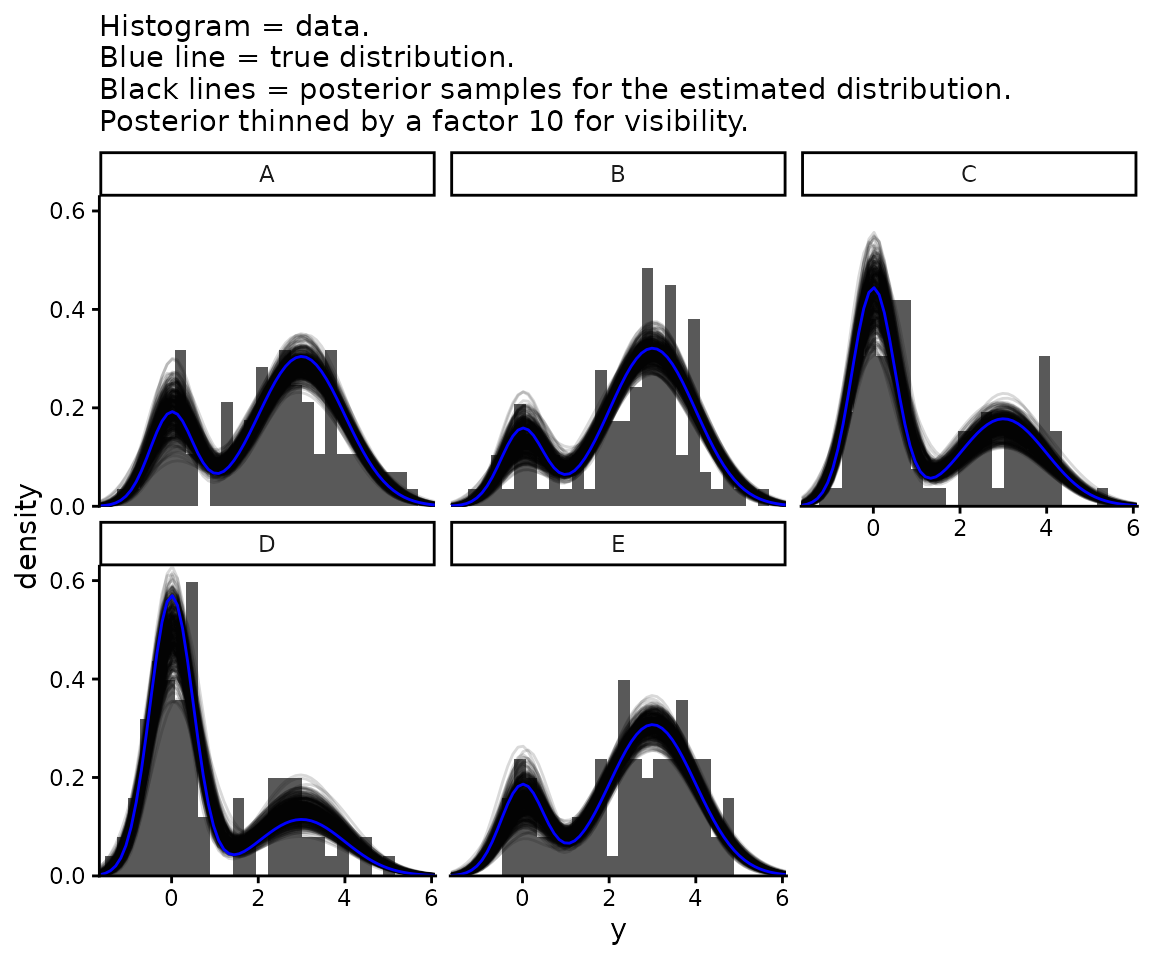 Histogram = data.
Blue line = true distribution.
Black lines = posterior samples for the estimated distribution.
Posterior thinned by a factor 10 for visibility.
A B C
0.6
0.4
0.2
0.0
0 2 4 6
density
D E
0.6
0.4
0.2
0.0
0 2 4 6 0 2 4 6
y